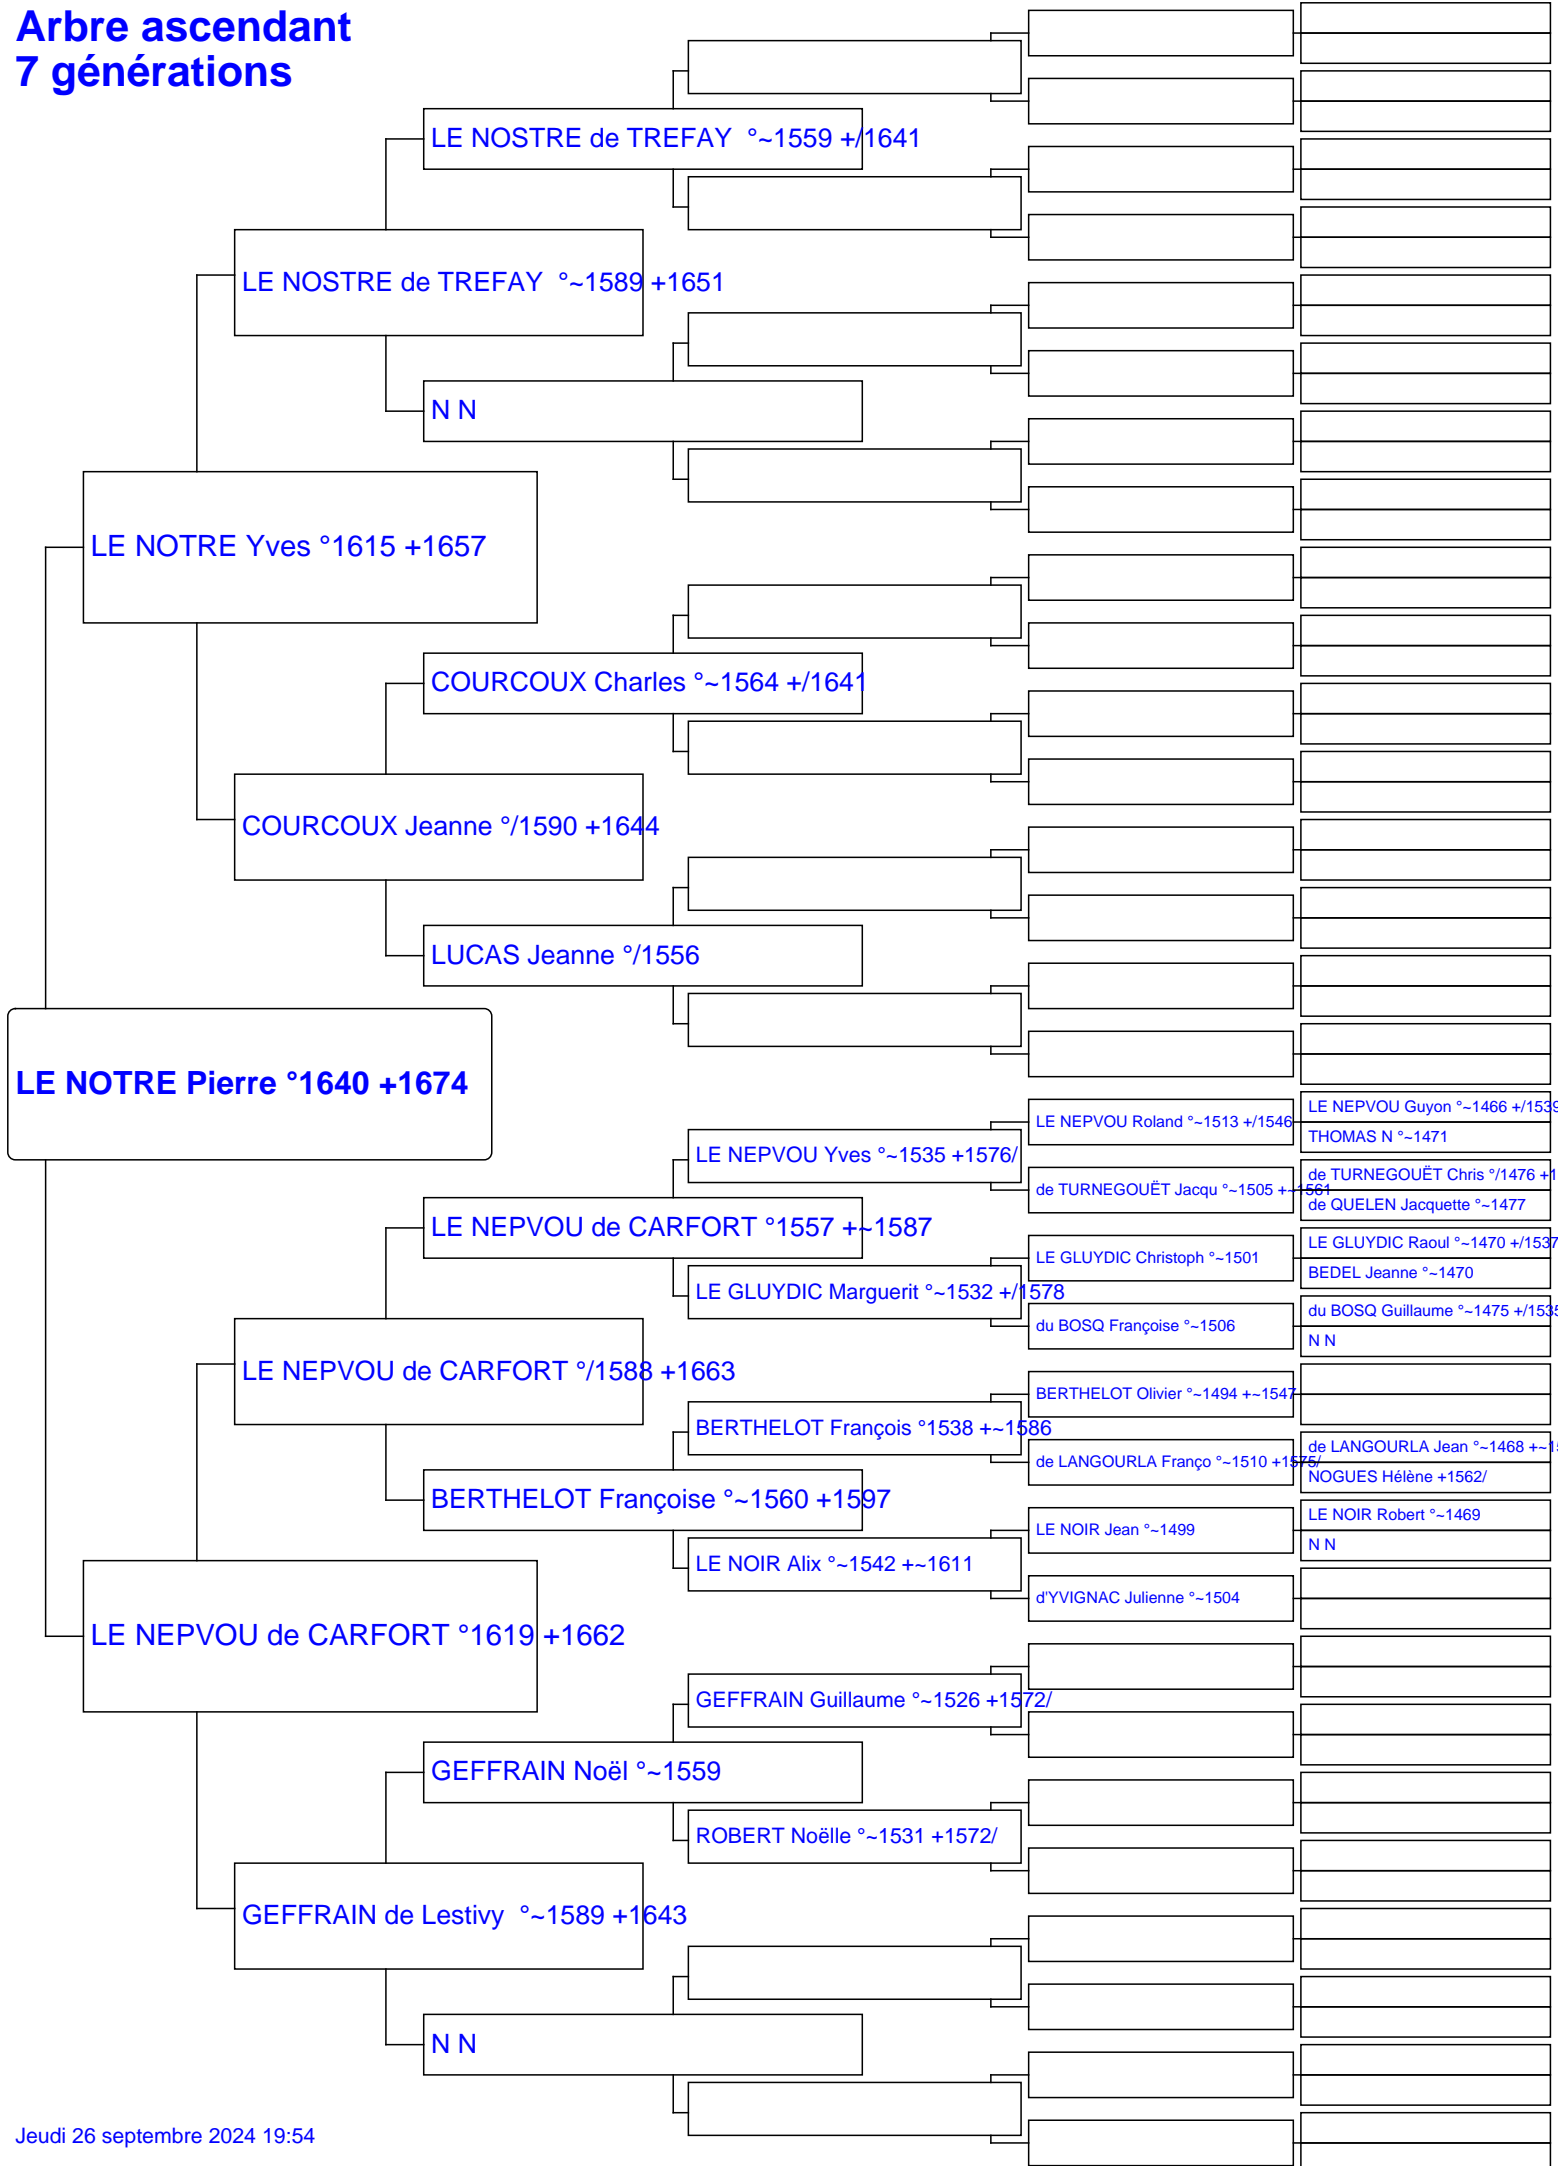 Arbre ascendant
7 générations
LE NOSTRE de TREFAY °~1559 +/1641
LE NOSTRE de TREFAY °~1589 +1651
N N
LE NOTRE Yves °1615 +1657
COURCOUX Charles °~1564 +/1641
COURCOUX Jeanne °/1590 +1644
LUCAS Jeanne °/1556
LE NOTRE Pierre °1640 +1674
LE NEPVOU Guyon °~1466 +/1539
LE NEPVOU Roland °~1513 +/1546
THOMAS N °~1471
LE NEPVOU Yves °~1535 +1576/
de TURNEGOUËT Chris °/1476 +1
de TURNEGOUËT Jacqu °~1505 +~1561
de QUELEN Jacquette °~1477
LE NEPVOU de CARFORT °1557 +~1587
LE GLUYDIC Raoul °~1470 +/1537
LE GLUYDIC Christoph °~1501
BEDEL Jeanne °~1470
LE GLUYDIC Marguerit °~1532 +/1578
du BOSQ Guillaume °~1475 +/1535
du BOSQ Françoise °~1506
N N
LE NEPVOU de CARFORT °/1588 +1663
BERTHELOT Olivier °~1494 +~1547
BERTHELOT François °1538 +~1586
de LANGOURLA Jean °~1468 +~15
de LANGOURLA Franço °~1510 +1575/
NOGUES Hélène +1562/
BERTHELOT Françoise °~1560 +1597
LE NOIR Robert °~1469
LE NOIR Jean °~1499
N N
LE NOIR Alix °~1542 +~1611
d'YVIGNAC Julienne °~1504
LE NEPVOU de CARFORT °1619 +1662
GEFFRAIN Guillaume °~1526 +1572/
GEFFRAIN Noël °~1559
ROBERT Noëlle °~1531 +1572/
GEFFRAIN de Lestivy °~1589 +1643
N N
Jeudi 26 septembre 2024 19:54